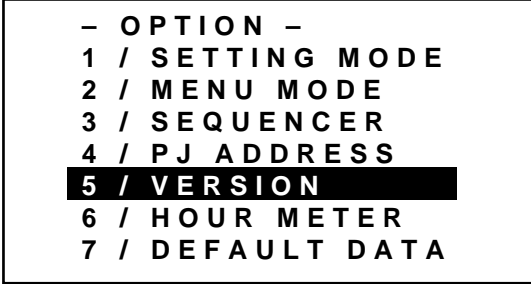 – OPTION –
1 / SETTING MODE
2 / MENU MODE
3 / SEQUENCER
4 / PJ ADDRESS
5 / VERSION
6 / HOUR METER
7 / DEFAULT DATA